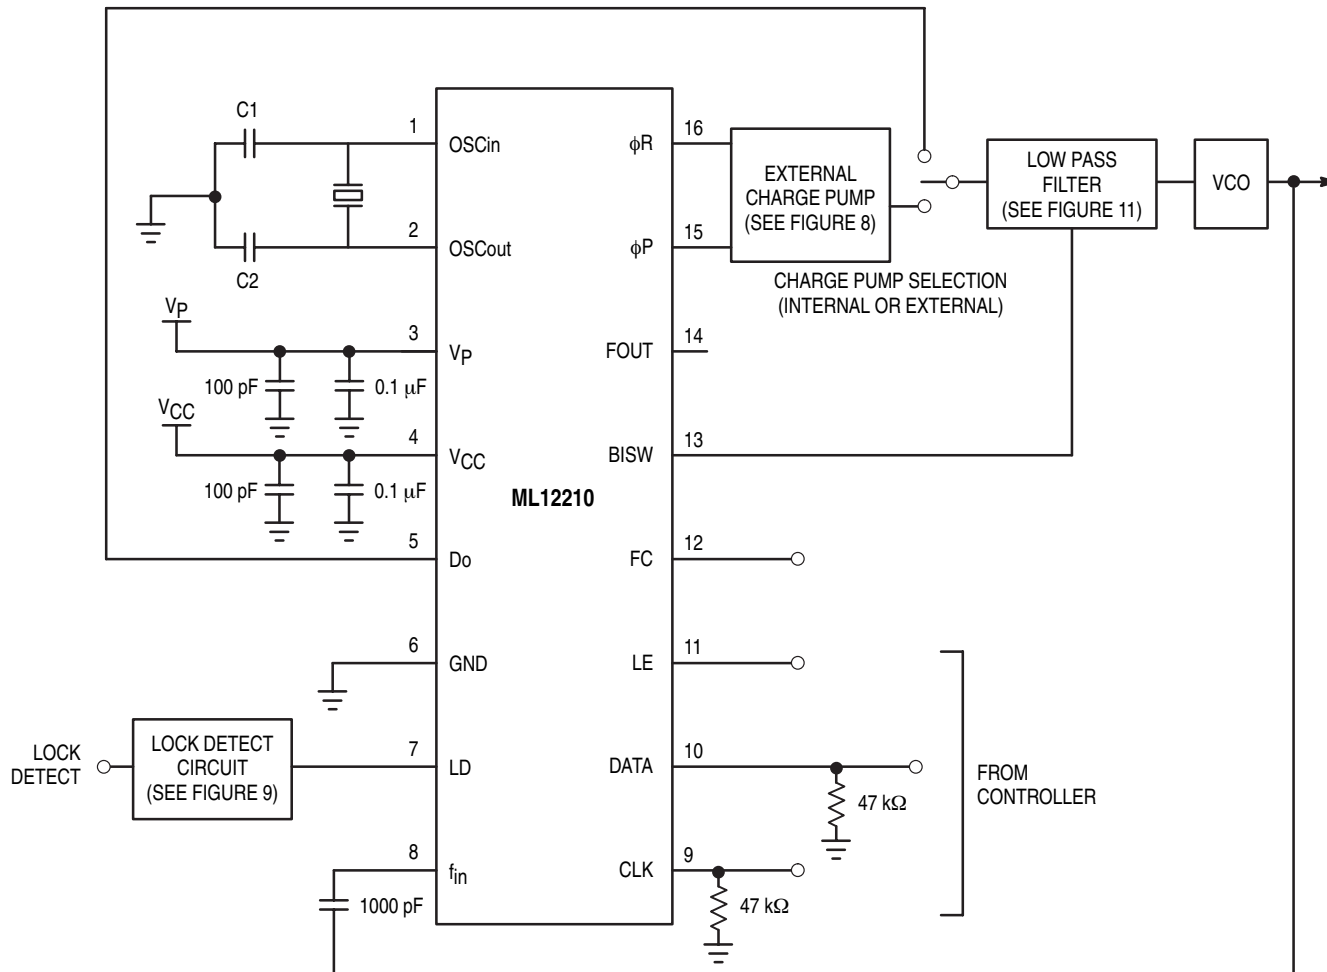 C1
1
OSCin
2
OSCout
C2
VP
3
VP
100 pF
0.1 μF
VCC
4
VCC
100 pF
0.1 μF
5
Do
6
GND
LOCK
DETECT
LOCK DETECT
CIRCUIT
(SEE FIGURE 9)
7
LD
8
fin
1000 pF
ML12210
16
ϕR
15
ϕP
EXTERNAL
CHARGE PUMP
(SEE FIGURE 8)
CHARGE PUMP SELECTION
(INTERNAL OR EXTERNAL)
LOW PASS
FILTER
(SEE FIGURE 11)
VCO
14
FOUT
13
BISW
12
FC
11
LE
10
DATA
47 kΩ
9
CLK
47 kΩ
FROM
CONTROLLER